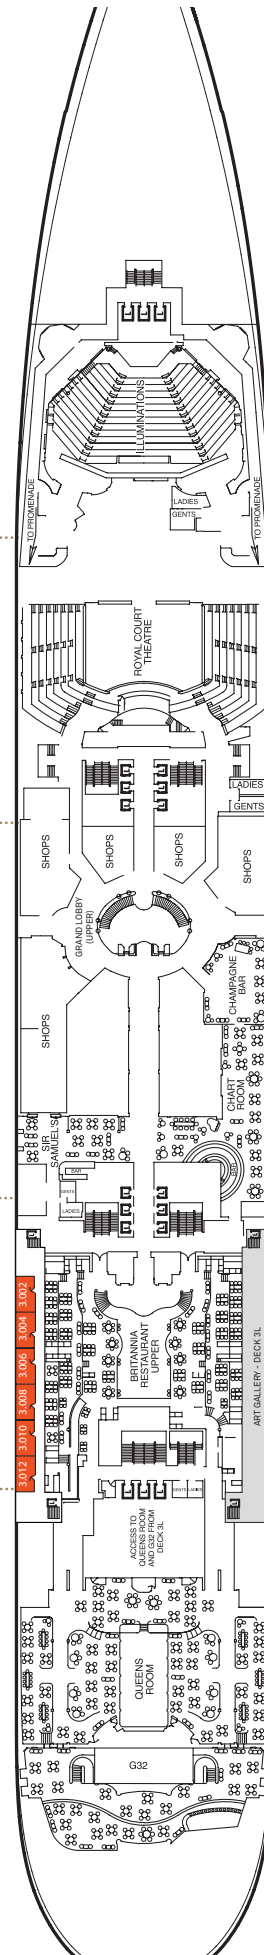 ILLUMINATIONS
LADIES
GENTS
TO PROMENADE
TO PROMENADE
ROYAL COURT
THEATRE
LADIES
GENTS
SHOPS
SHOPS
SHOPS
SHOPS
GRAND LOBBY
(UPPER)
CHAMPAGNE
BAR
SHOPS
CHART
ROOM
SIR
SAMUEL'S
BAR
BAR
GENTS
LADIES
3.002
3.004
3.006
3.008
3.010
3.012
BRITANNIA
RESTAURANT
UPPER
ART GALLERY - DECK 3L
GENTS
LADIES
ACCESS TO
QUEENS ROOM
AND G32 FROM
DECK 3L
QUEENS
ROOM
G32